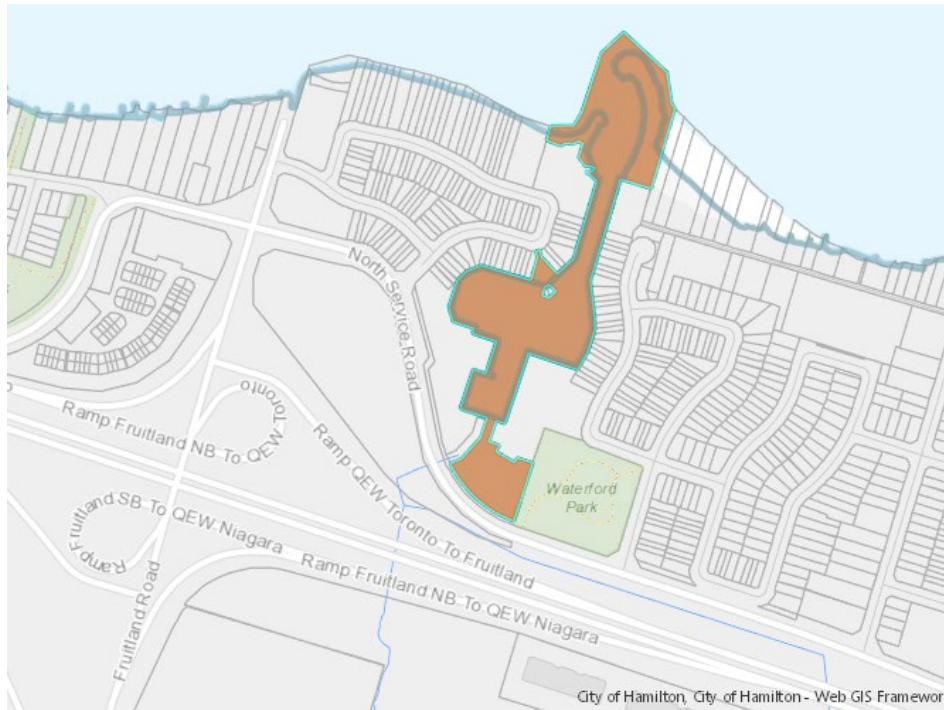 North Service Road
Ramp Fruitland NB To QEW Toronto
Ramp QEW Toronto To Fruitland
Waterford
Park
Ramp Fruitland SB To QEW Niagara
Ramp Fruitland NB To QEW Niagara
Fruitland Road
City of Hamilton, City of Hamilton - Web GIS Framewor